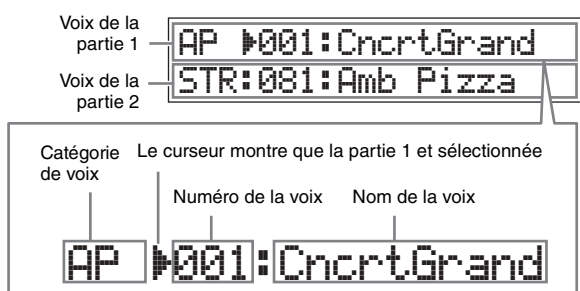 Voix de la
partie 1
AP ▶001:CncrtGrand
Voix de la
partie 2
STR:081:Amb Pizza
Catégorie
de voix
Le curseur montre que la partie 1 et sélectionnée
Numéro de la voix
Nom de la voix
AP ▶001:CncrtGrand